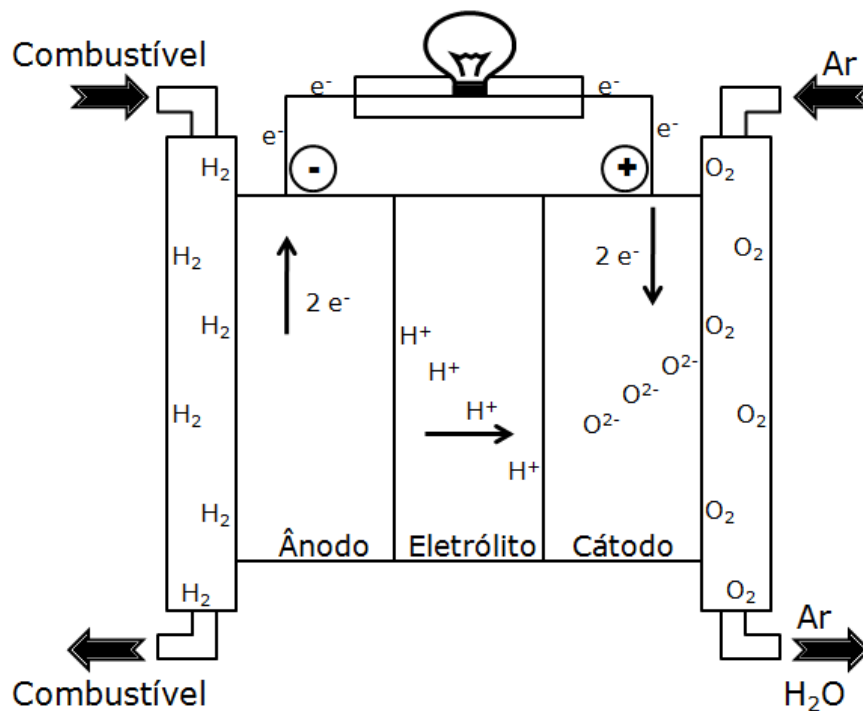 Combustível
Ar
e⁻ e⁻
e⁻ e⁻
H₂ - + O₂
H₂ O₂
2 e⁻
2 e⁻
H₂ H⁺ O₂
H⁺ O²⁻
O²⁻
H₂ H⁺ O²⁻ O₂
H⁺
H₂ O₂
Ânodo Eletrólito Cátodo
H₂ O₂
Ar
Combustível H₂O